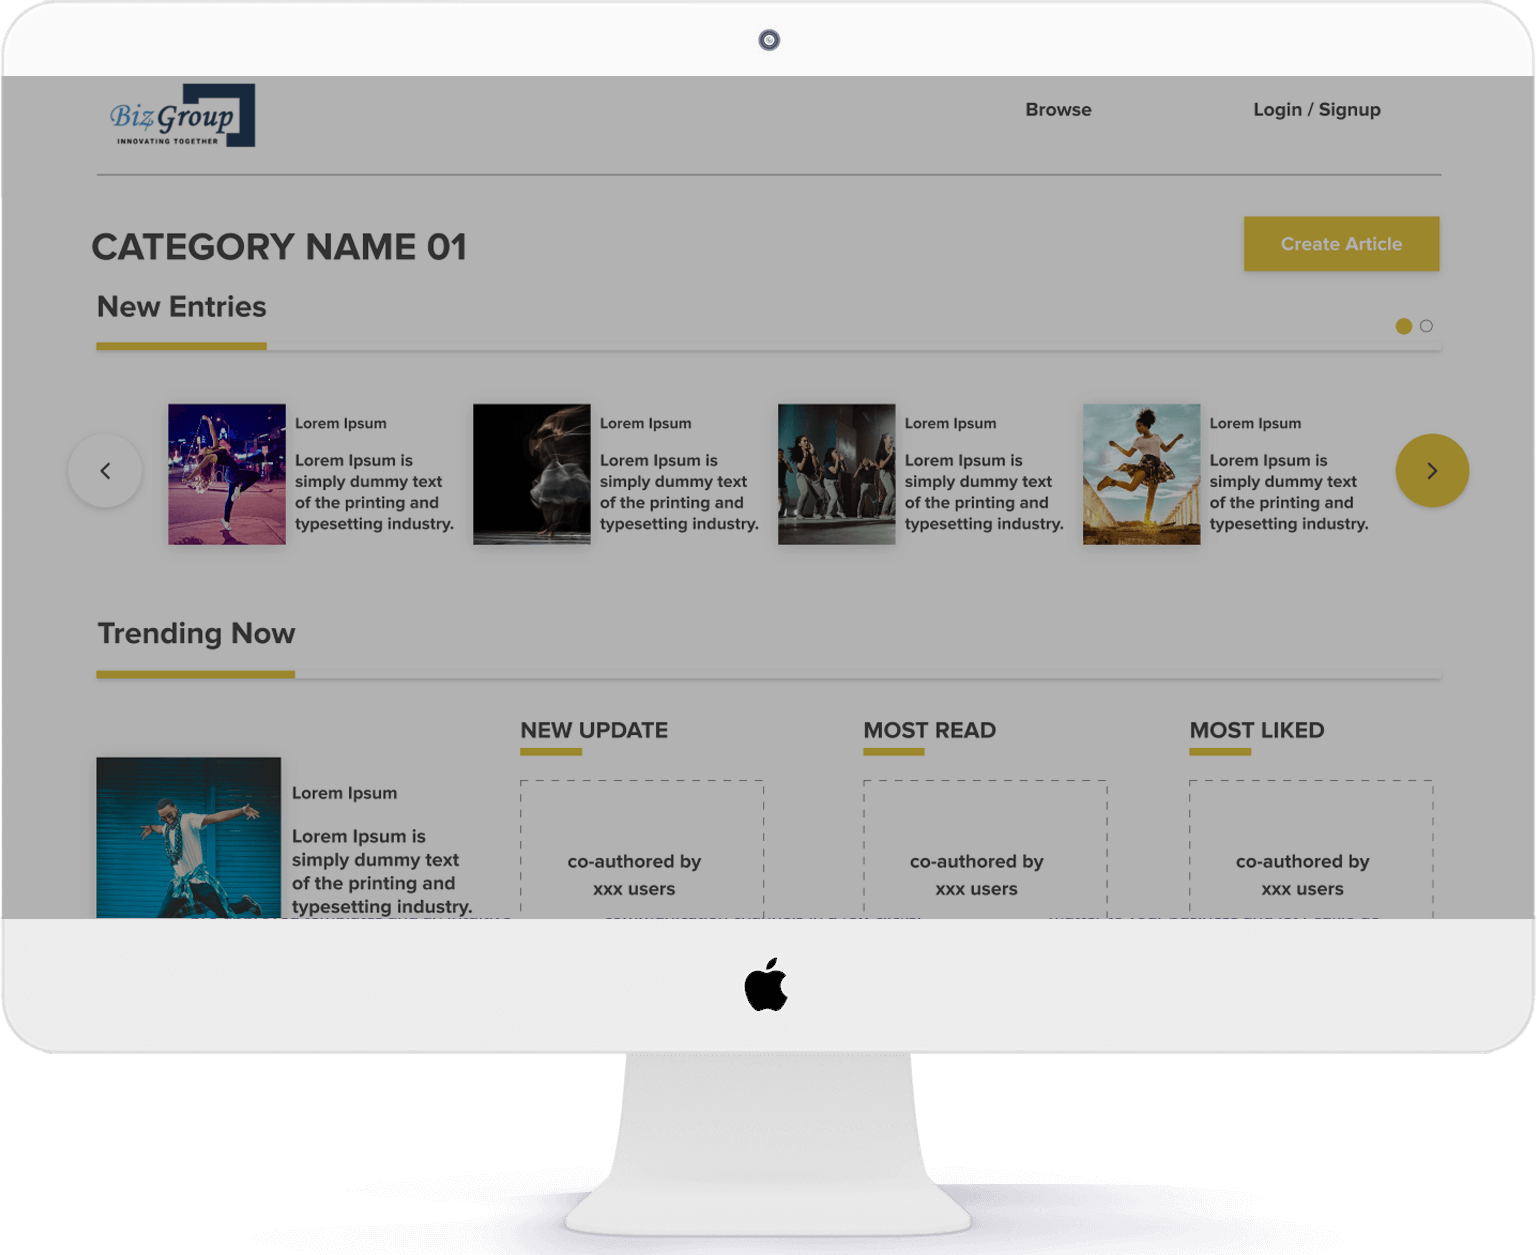 BizGroup
INNOVATING TOGETHER
Browse
Login / Signup
CATEGORY NAME 01
Create Article
New Entries
Lorem Ipsum
Lorem Ipsum is
simply dummy text
of the printing and
typesetting industry.
Lorem Ipsum
Lorem Ipsum is
simply dummy text
of the printing and
typesetting industry.
Lorem Ipsum
Lorem Ipsum is
simply dummy text
of the printing and
typesetting industry.
Lorem Ipsum
Lorem Ipsum is
simply dummy text
of the printing and
typesetting industry.
Trending Now
Lorem Ipsum
Lorem Ipsum is
simply dummy text
of the printing and
typesetting industry.
NEW UPDATE
co-authored by
xxx users
MOST READ
co-authored by
xxx users
MOST LIKED
co-authored by
xxx users